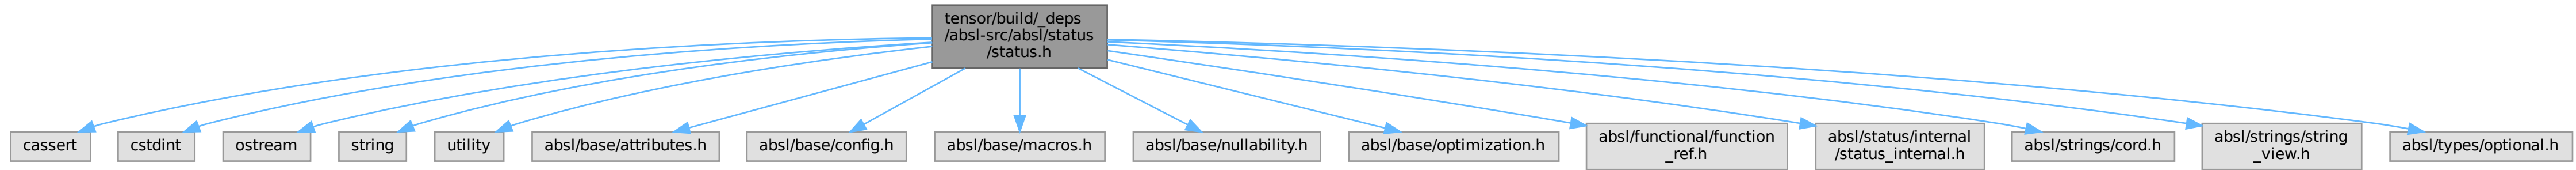 tensor/build/_deps
/absl-src/absl/status
/status.h
cassert
cstdint
ostream
string
utility
absl/base/attributes.h
absl/base/config.h
absl/base/macros.h
absl/base/nullability.h
absl/base/optimization.h
absl/functional/function
_ref.h
absl/status/internal
/status_internal.h
absl/strings/cord.h
absl/strings/string
_view.h
absl/types/optional.h